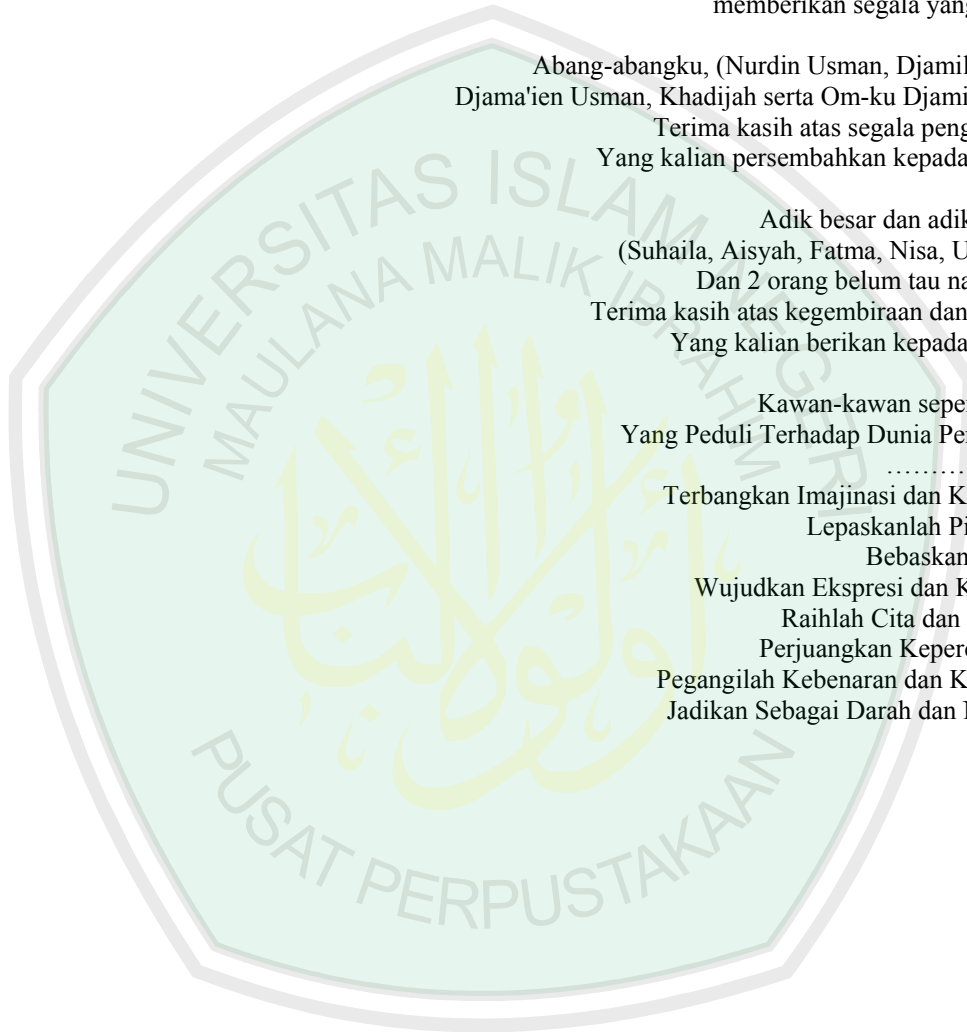 memberikan segala yang
Abang-abangku, (Nurdin Usman, Djamil
Djama'ien Usman, Khadijah serta Om-ku Djami
Terima kasih atas segala peng
Yang kalian persembahkan kepada
Adik besar dan adik
(Suhaila, Aisyah, Fatma, Nisa, U
Dan 2 orang belum tau na
Terima kasih atas kegembiraan dan
Yang kalian berikan kepada
Kawan-kawan seper
Yang Peduli Terhadap Dunia Per
.........
Terbangkan Imajinasi dan K
Lepaskanlah Pi
Bebaskan
Wujudkan Ekspresi dan K
Raihlah Cita dan
Perjuangkan Keper
Pegangilah Kebenaran dan K
Jadikan Sebagai Darah dan
UNIVERSITAS ISLAM NEGERI
MAULANA MALIK IBRAHIM
اولوا الالباب
PUSAT PERPUSTAKAAN